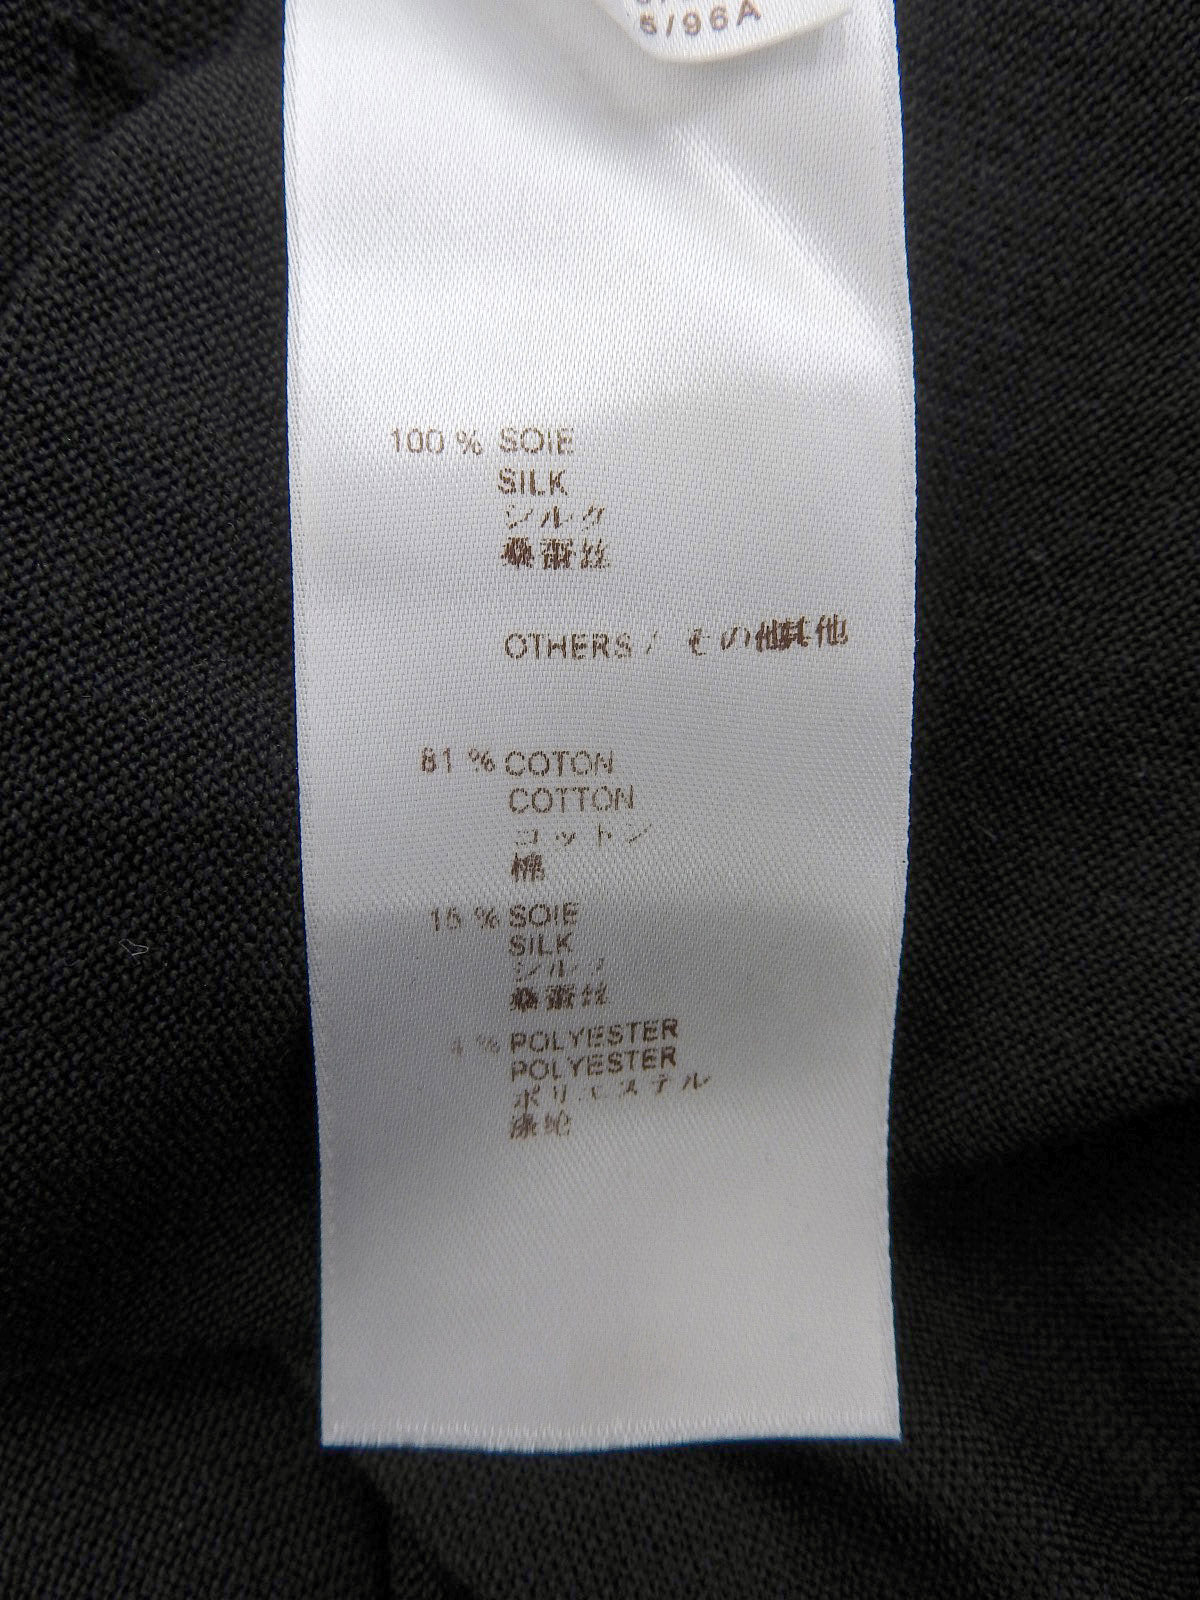 5/96A
100 % SOIE
SILK
シルク
桑蚕丝
OTHERS / その他其他
81 % COTON
COTTON
コットン
棉
15 % SOIE
SILK
シルク
桑蚕丝
4 % POLYESTER
POLYESTER
ポリエステル
涤纶